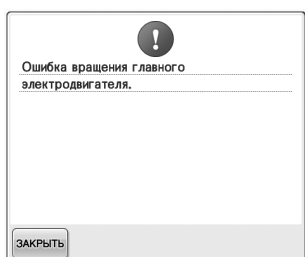 Ошибка вращения главного
электродвигателя.
ЗАКРЫТЬ